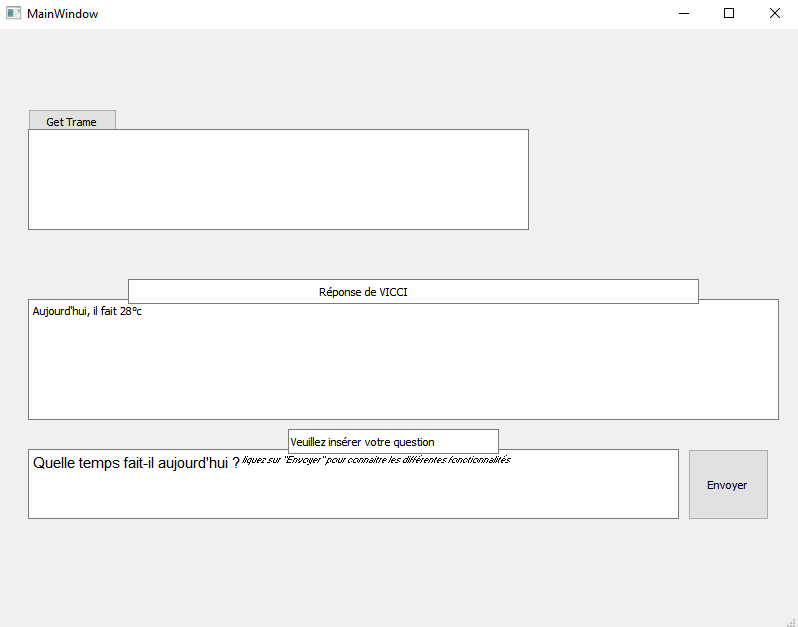 MainWindow
Get Trame
Réponse de VICCI
Aujourd'hui, il fait 28°c
Veuillez insérer votre question
Quelle temps fait-il aujourd'hui ? liquez sur "Envoyer" pour connaitre les différentes fonctionnalités
Envoyer